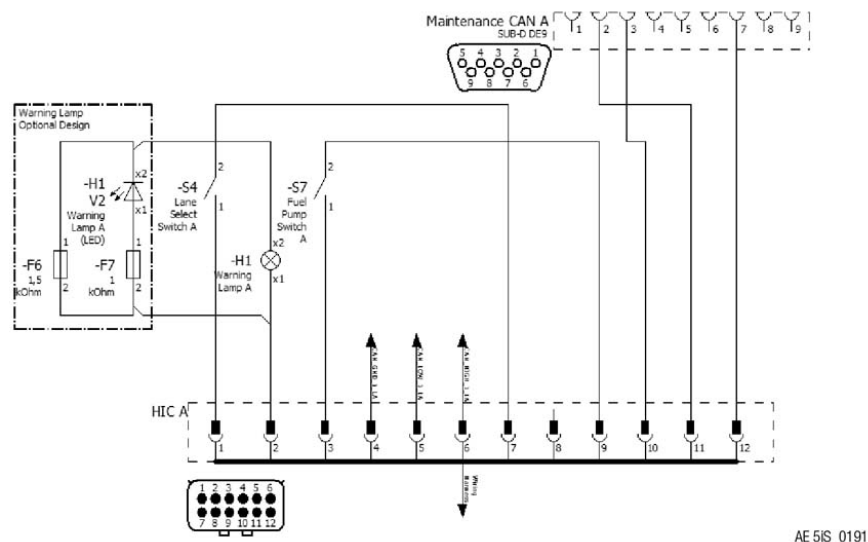 Maintenance CAN A
SUB-D DE9
1 2 3 4 5 6 7 8 9
5 4 3 2 1
9 8 7 6
Warning Lamp
Optional Design
-H1
V2
Warning
Lamp A
(LED)
x2
x1
-F6
1,5
kOhm
1
2
-F7
1
kOhm
1
2
-S4
Lane
Select
Switch A
2
1
-H1
Warning
Lamp A
x2
x1
-S7
Fuel
Pump
Switch
A
2
1
HIC A
1 2 3 4 5 6 7 8 9 10 11 12
Wiring
1 2 3 4 5 6
7 8 9 10 11 12
AE 5iS_0191